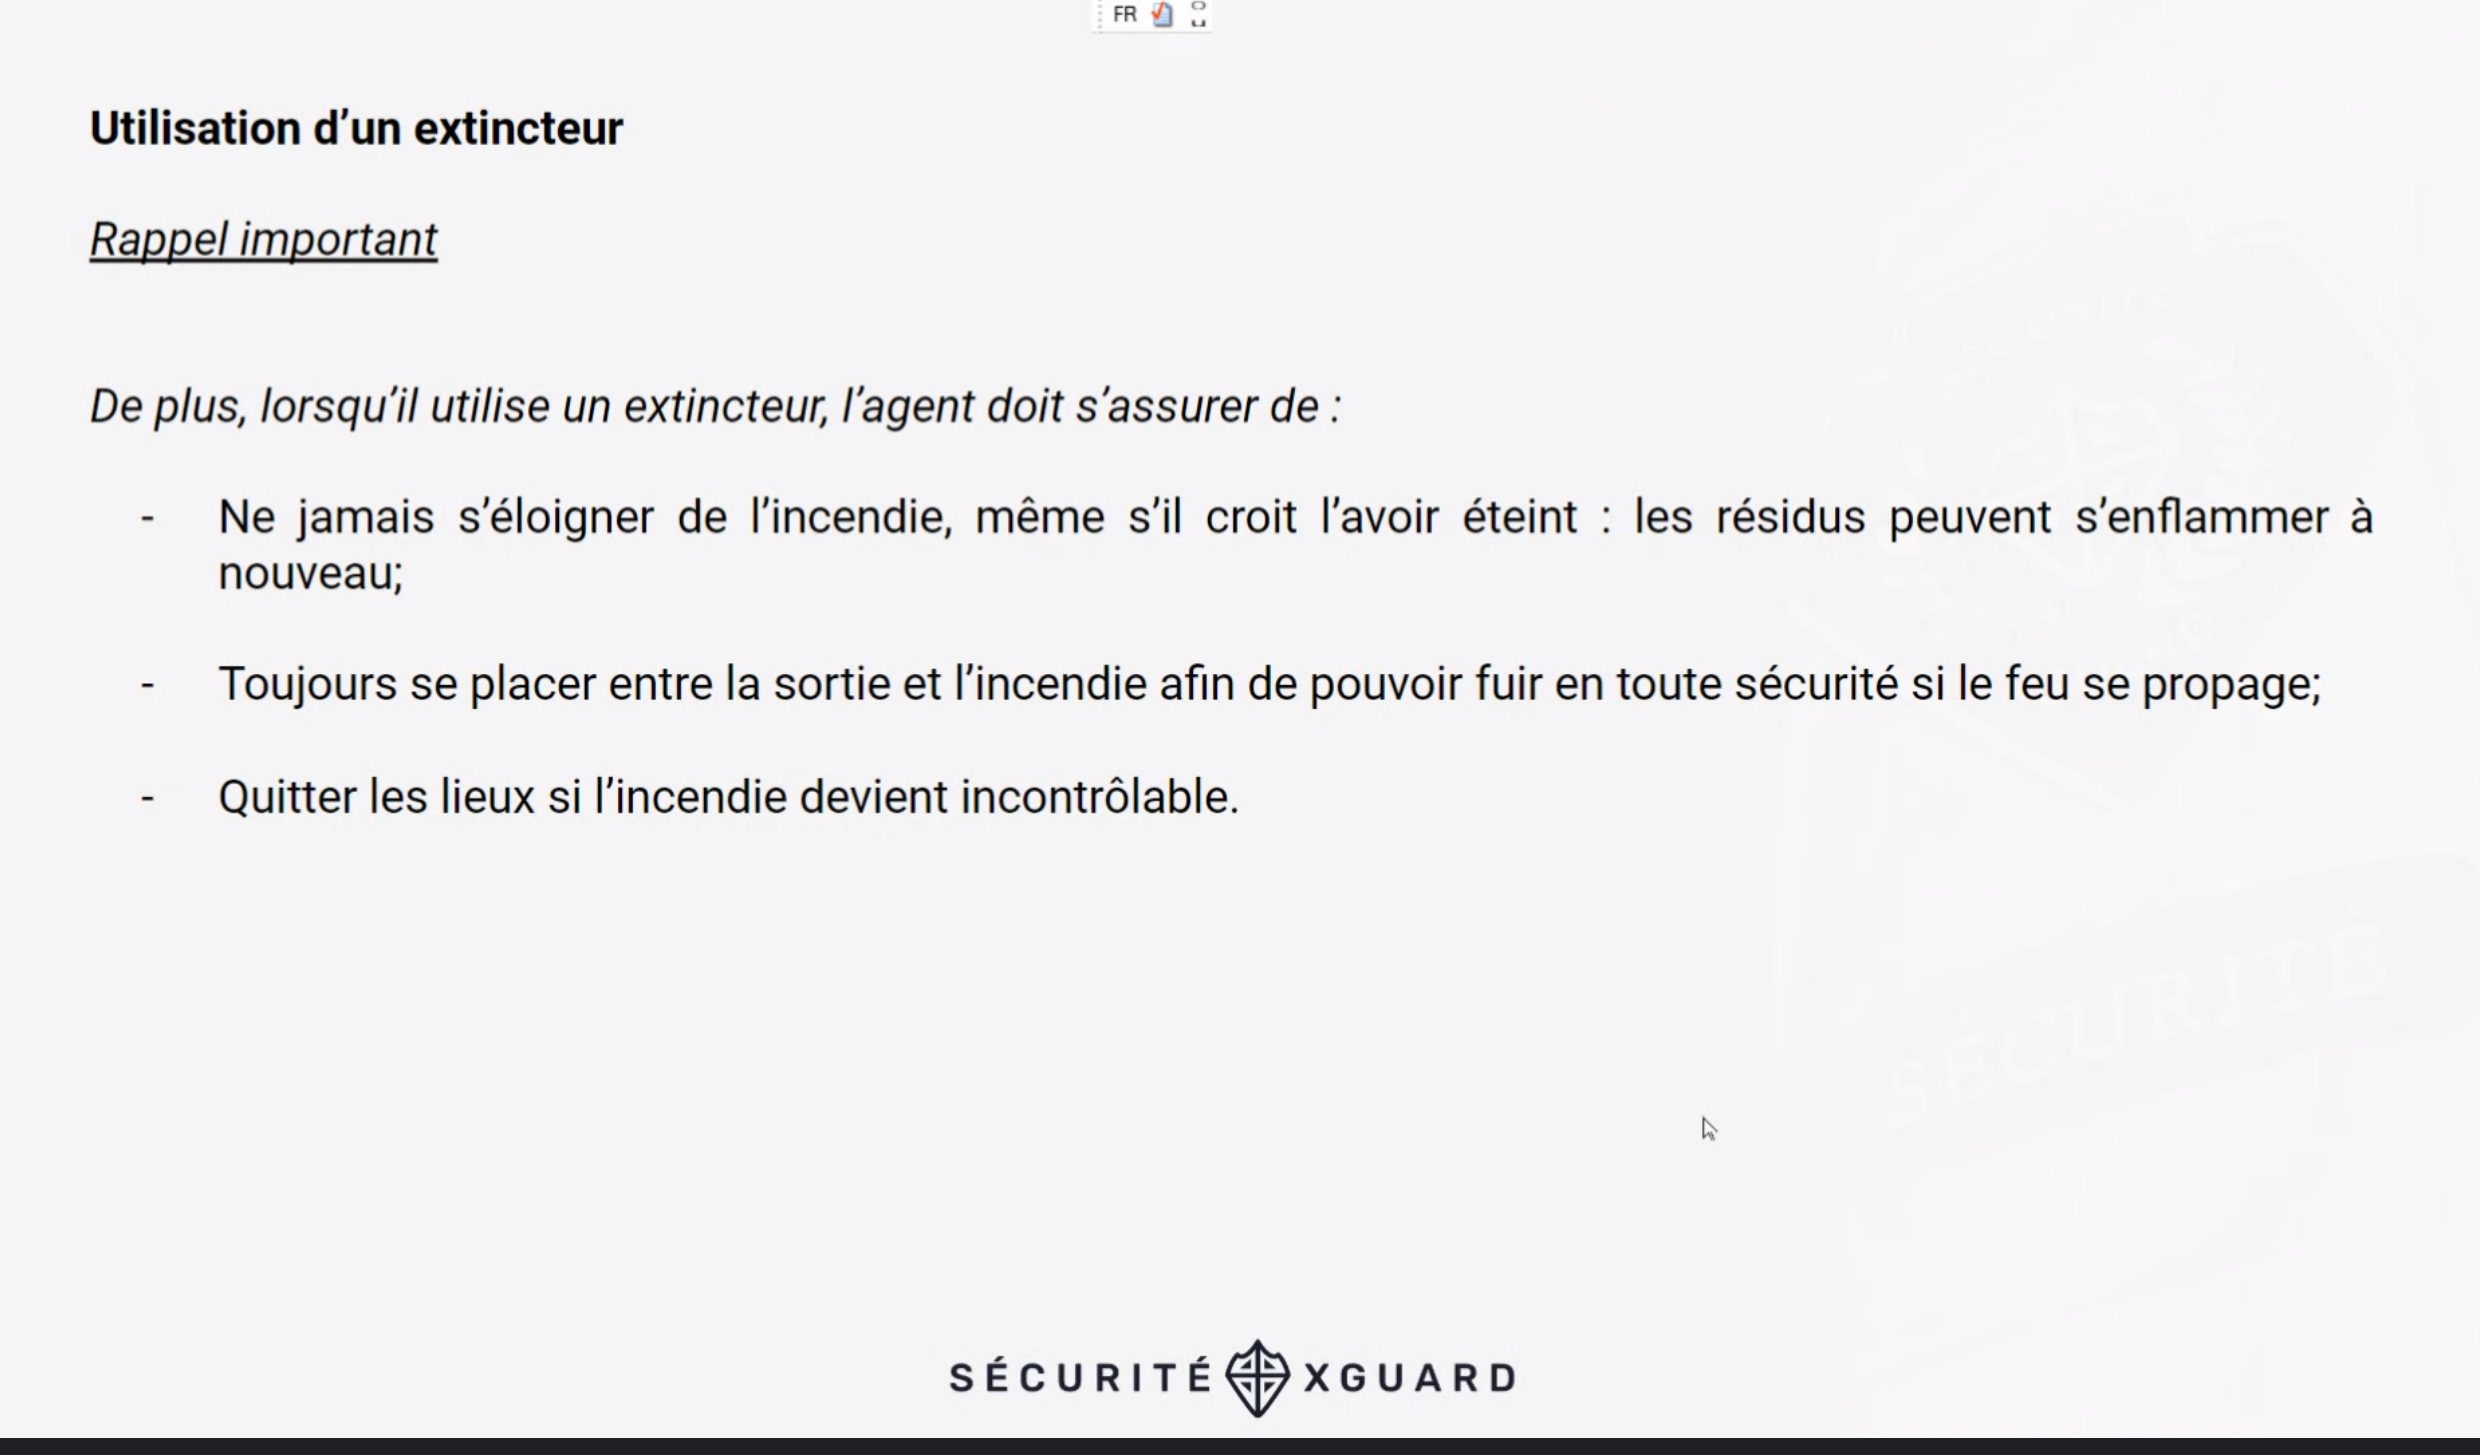 FR
Utilisation d’un extincteur
Rappel important
De plus, lorsqu’il utilise un extincteur, l’agent doit s’assurer de :
- Ne jamais s’éloigner de l’incendie, même s’il croit l’avoir éteint : les résidus peuvent s’enflammer à
nouveau;
- Toujours se placer entre la sortie et l’incendie afin de pouvoir fuir en toute sécurité si le feu se propage;
- Quitter les lieux si l’incendie devient incontrôlable.
SÉCURITÉ
SÉCURITÉ
SÉCURITÉ XGUARD